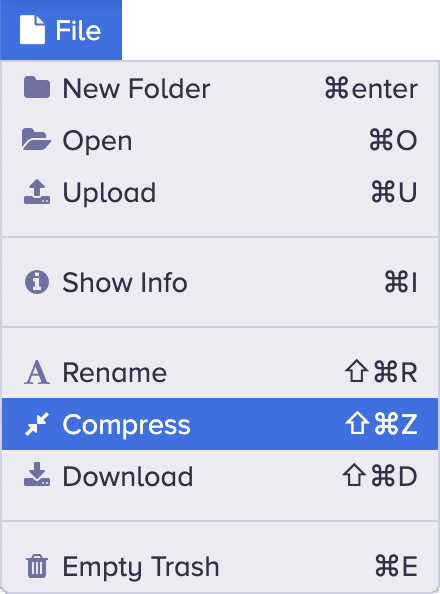 File
New Folder ⌘enter
Open ⌘O
Upload ⌘U
Show Info ⌘I
Rename ⇧⌘R
Compress ⇧⌘Z
Download ⇧⌘D
Empty Trash ⌘E